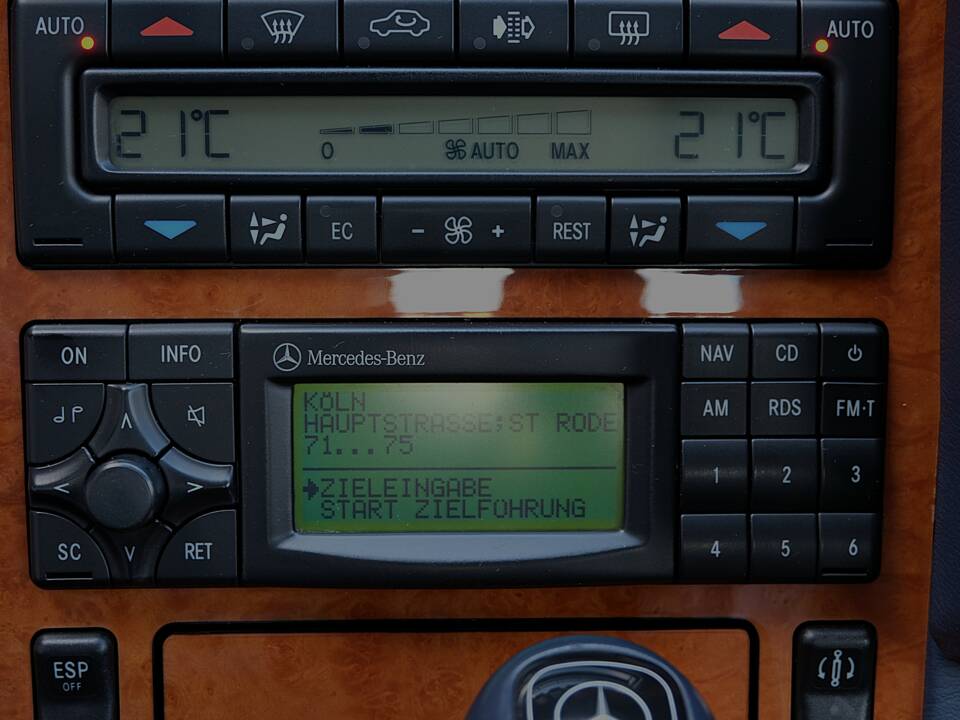 AUTO
AUTO
21°C
21°C
0
AUTO
MAX
EC
- +
REST
ON
INFO
Mercedes-Benz
NAV
CD
AM
RDS
FM·T
KÖLN
HAUPTSTRASSE;ST RODE
71...75
ZIELEINGABE
START ZIELFÜHRUNG
1
2
3
SC
RET
4
5
6
ESP
OFF